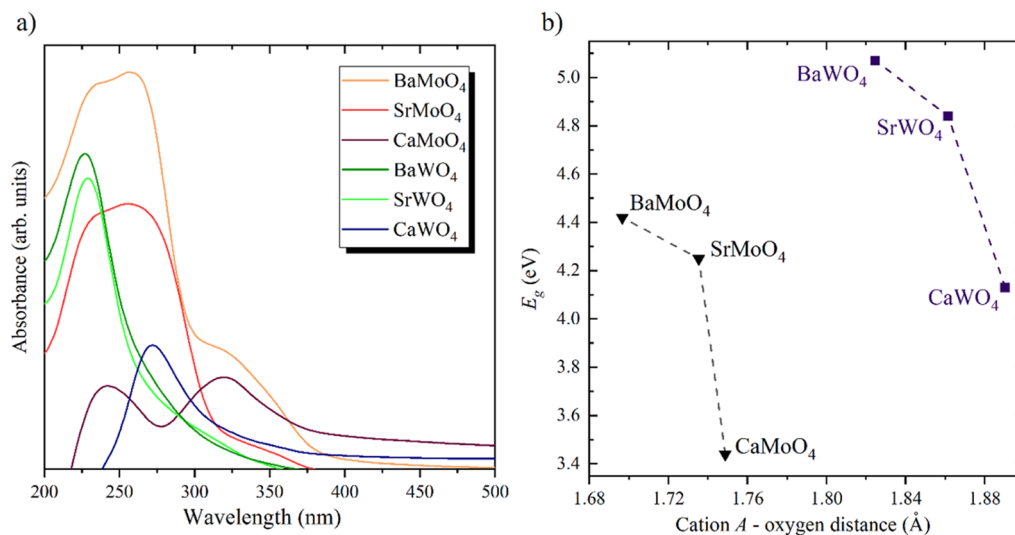 a)
Absorbance (arb. units)
BaMoO₄
SrMoO₄
CaMoO₄
BaWO₄
SrWO₄
CaWO₄
200 250 300 350 400 450 500
Wavelength (nm)
b)
E_g (eV)
5.0
4.8
4.6
4.4
4.2
4.0
3.8
3.6
3.4
BaWO₄
SrWO₄
BaMoO₄
SrMoO₄
CaWO₄
CaMoO₄
1.68 1.72 1.76 1.80 1.84 1.88
Cation A - oxygen distance (Å)